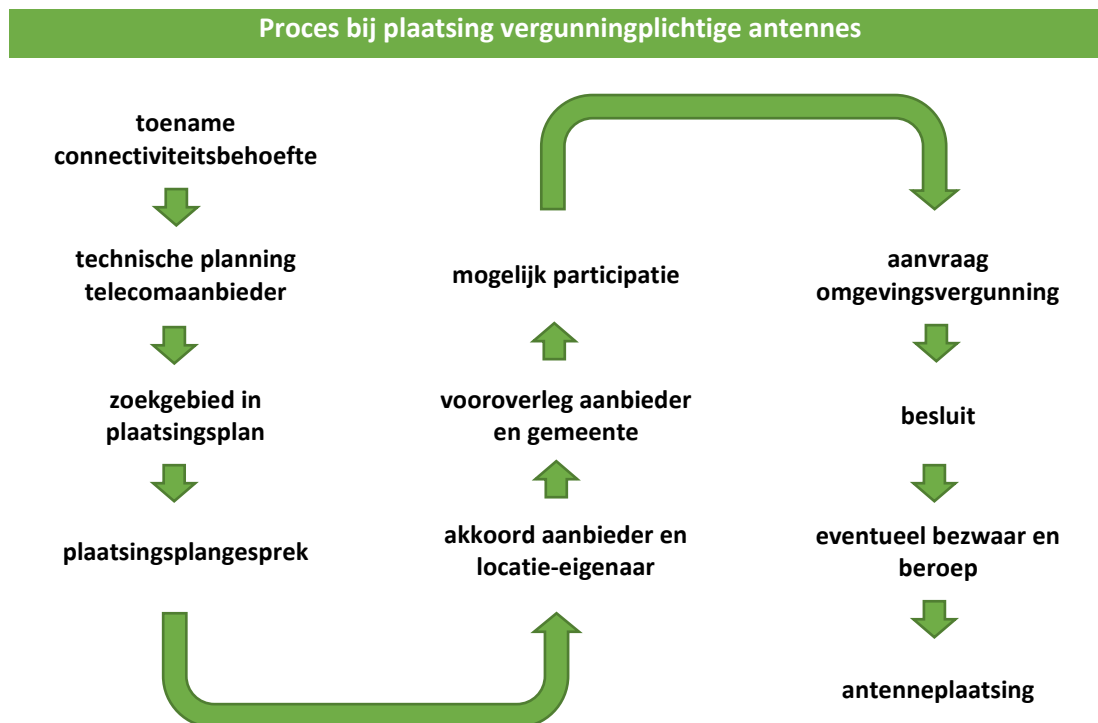 Proces bij plaatsing vergunningplichtige antennes
toename
connectiviteitsbehoefte
technische planning
telecomaanbieder
zoekgebied in
plaatsingsplan
plaatsingsplangesprek
akkoord aanbieder en
locatie-eigenaar
vooroverleg aanbieder
en gemeente
mogelijk participatie
aanvraag
omgevingsvergunning
besluit
eventueel bezwaar en
beroep
antenneplaatsing